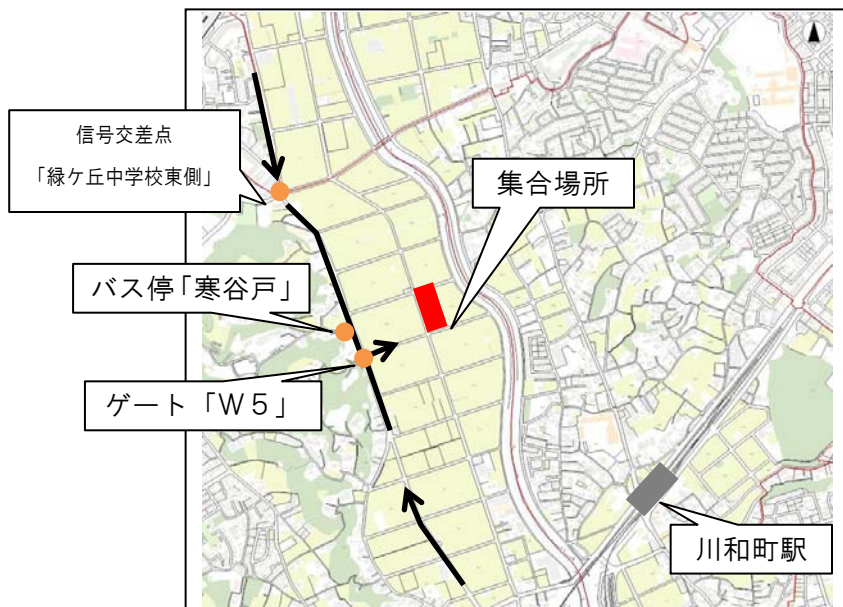 信号交差点
「緑ケ丘中学校東側」
集合場所
バス停「寒谷戸」
ゲート「W５」
川和町駅